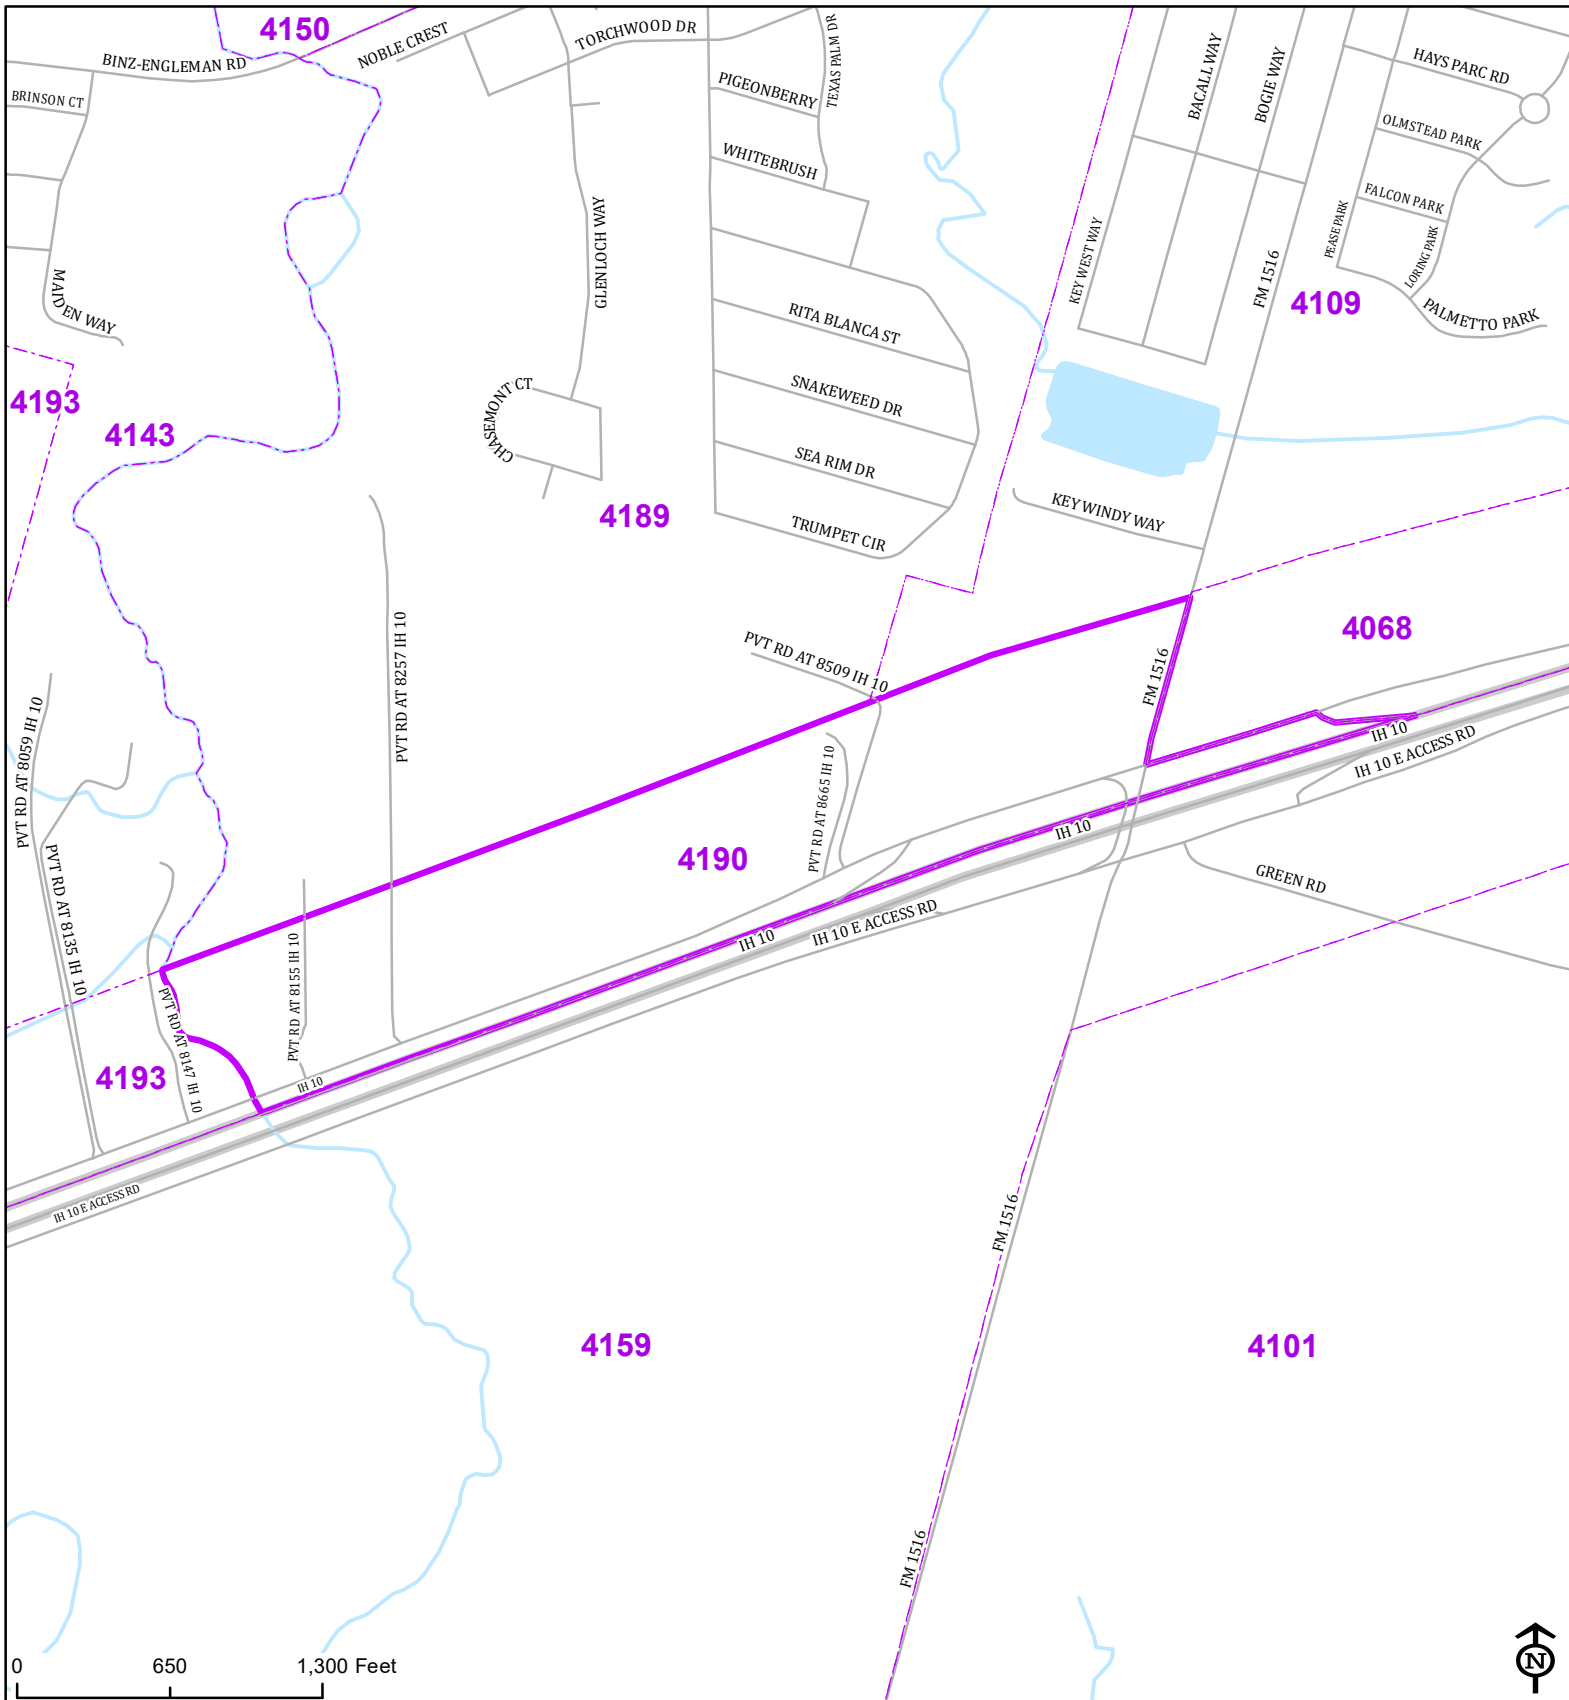 4150
NOBLE CREST
TORCHWOOD DR
TEXAS PALM DR
BINZ-ENGLEMAN RD
BRINSON CT
PIGEONBERRY
WHITEBRUSH
BACALL WAY
BOGIE WAY
HAYS PARC RD
OLMSTEAD PARK
FALCON PARK
PEASE PARK
LORING PARK
KEY WEST WAY
FM 1516
4109
PALMETTO PARK
GLENLOCH WAY
MAIDEN WAY
RITA BLANCA ST
4193
4143
CHASEMONT CT
SNAKEWEED DR
SEA RIM DR
4189
TRUMPET CIR
KEY WINDY WAY
PVT RD AT 8257 IH 10
PVT RD AT 8509 IH 10
4068
FM 1516
PVT RD AT 8059 IH 10
IH 10
IH 10 E ACCESS RD
PVT RD AT 8665 IH 10
IH 10
4190
GREEN RD
PVT RD AT 8135 IH 10
IH 10 E ACCESS RD
IH 10
PVT RD AT 8155 IH 10
PVT RD AT 8147 IH 10
4193
IH 10
IH 10 E ACCESS RD
FM 1516
4159
4101
FM 1516
0 650 1,300 Feet
N